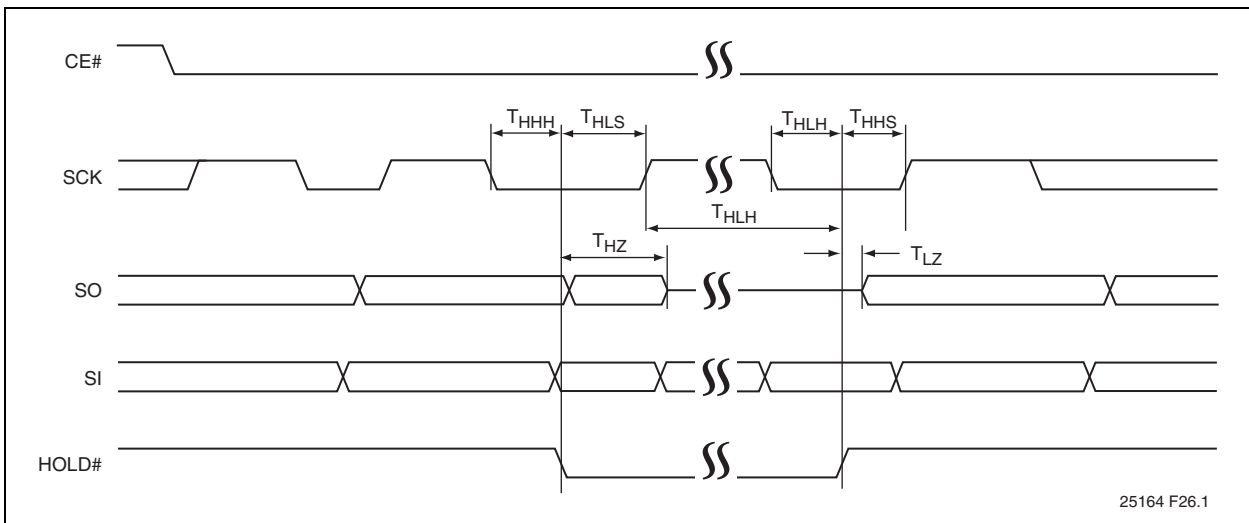 CE#
THHH THLS THLH THHS
SCK
THLH
THZ TLZ
SO
SI
HOLD#
25164 F26.1